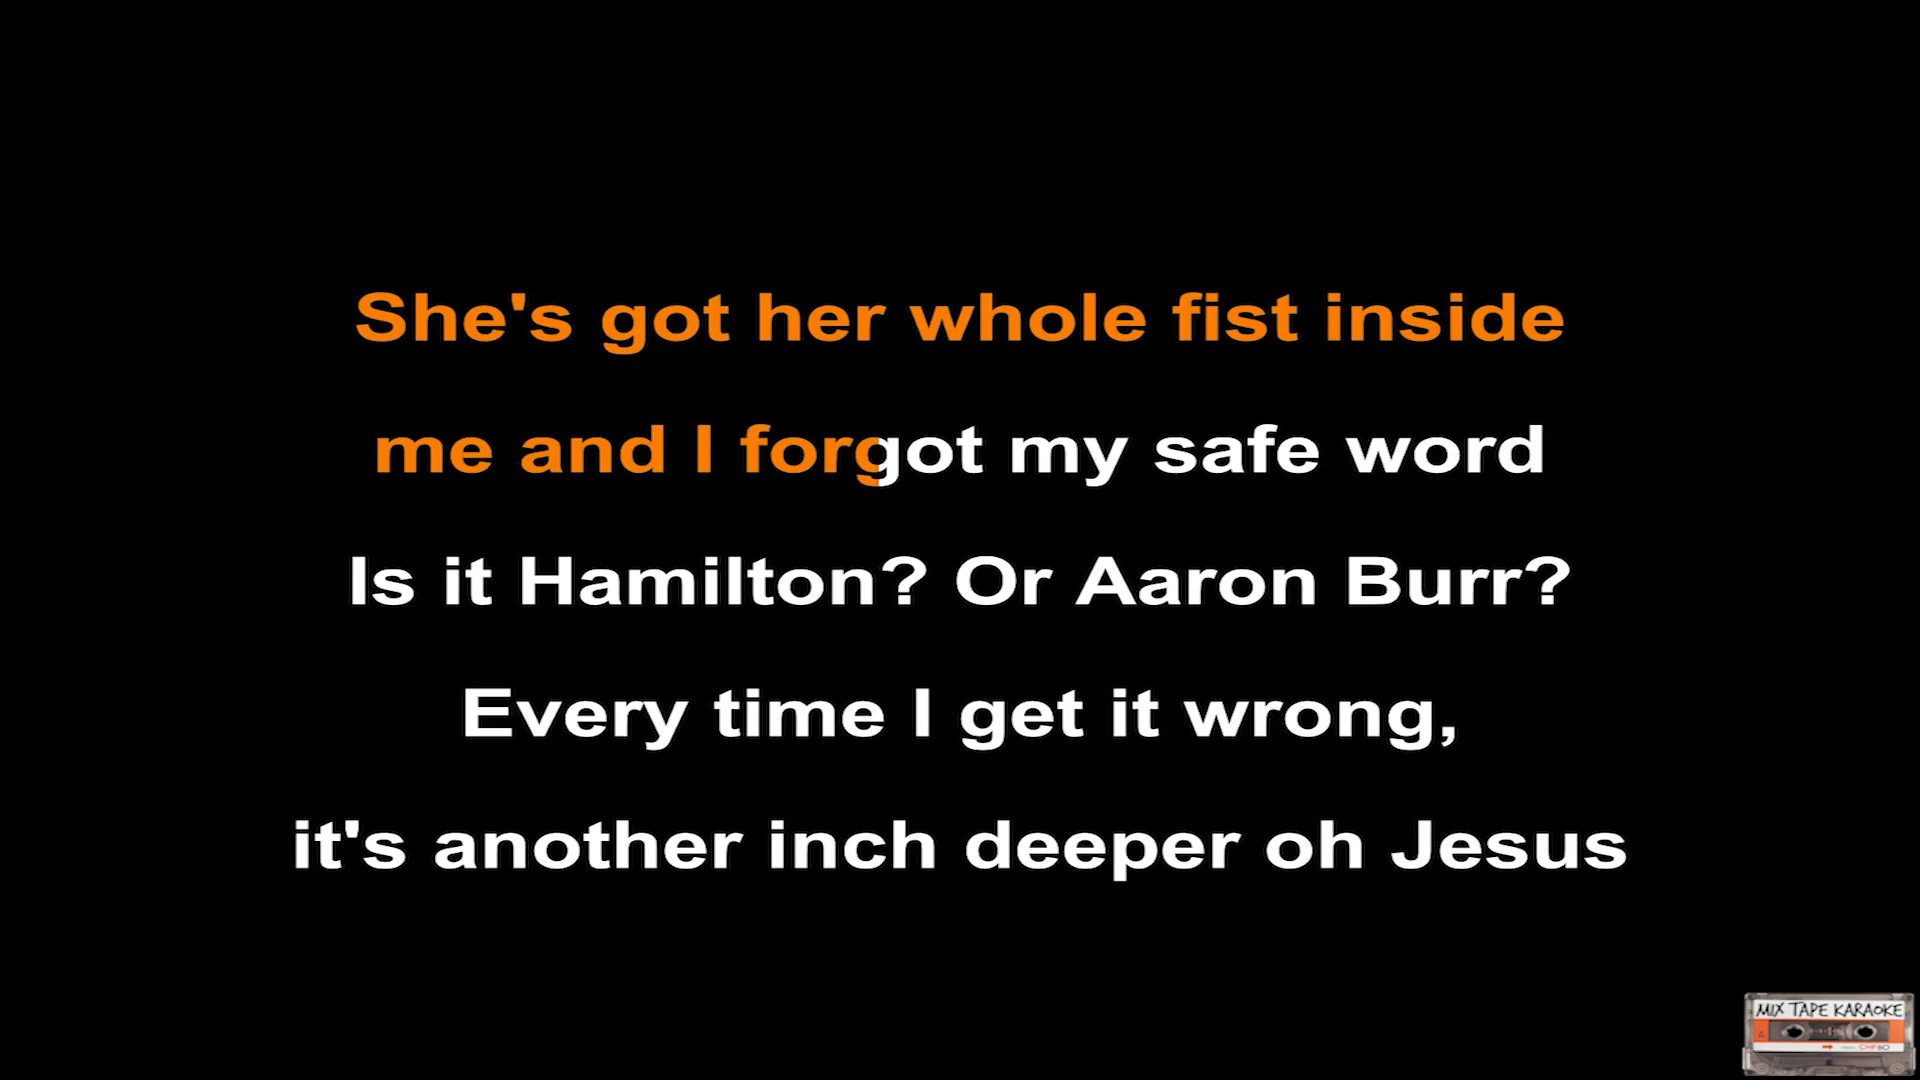 She's got her whole fist inside
me and I forgot my safe word
Is it Hamilton? Or Aaron Burr?
Every time I get it wrong,
it's another inch deeper oh Jesus
MIX TAPE KARAOKE
A
CHF60